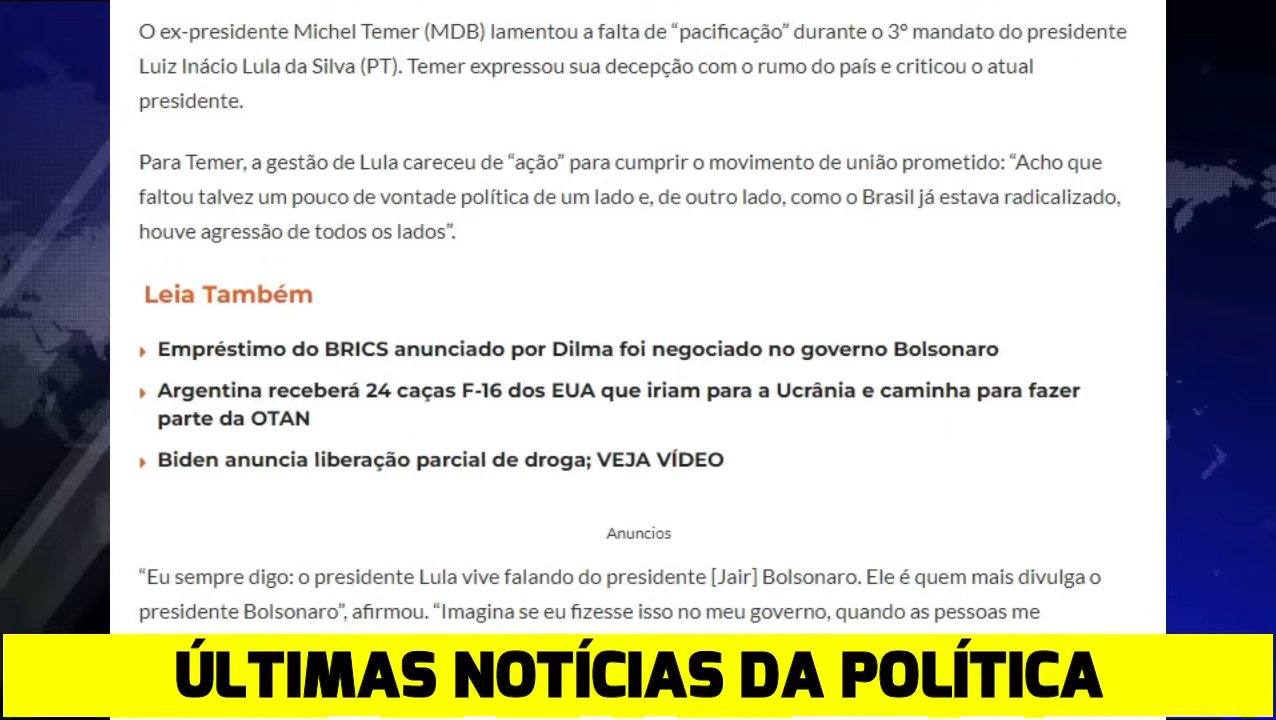 O ex-presidente Michel Temer (MDB) lamentou a falta de “pacificação” durante o 3º mandato do presidente
Luiz Inácio Lula da Silva (PT). Temer expressou sua decepção com o rumo do país e criticou o atual
presidente.
Para Temer, a gestão de Lula careceu de “ação” para cumprir o movimento de união prometido: “Acho que
faltou talvez um pouco de vontade política de um lado e, de outro lado, como o Brasil já estava radicalizado,
houve agressão de todos os lados”.
Leia Também
Empréstimo do BRICS anunciado por Dilma foi negociado no governo Bolsonaro
Argentina receberá 24 caças F-16 dos EUA que iriam para a Ucrânia e caminha para fazer
parte da OTAN
Biden anuncia liberação parcial de droga; VEJA VÍDEO
Anuncios
“Eu sempre digo: o presidente Lula vive falando do presidente [Jair] Bolsonaro. Ele é quem mais divulga o
presidente Bolsonaro”, afirmou. “Imagina se eu fizesse isso no meu governo, quando as pessoas me
ÚLTIMAS NOTÍCIAS DA POLÍTICA